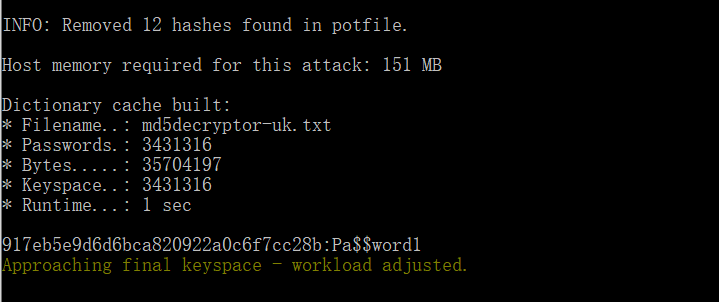 INFO: Removed 12 hashes found in potfile.
Host memory required for this attack: 151 MB
Dictionary cache built:
* Filename..: md5decryptor-uk.txt
* Passwords.: 3431316
* Bytes.....: 35704197
* Keyspace..: 3431316
* Runtime...: 1 sec
917eb5e9d6d6bca820922a0c6f7cc28b:Pa$$word1
Approaching final keyspace - workload adjusted.